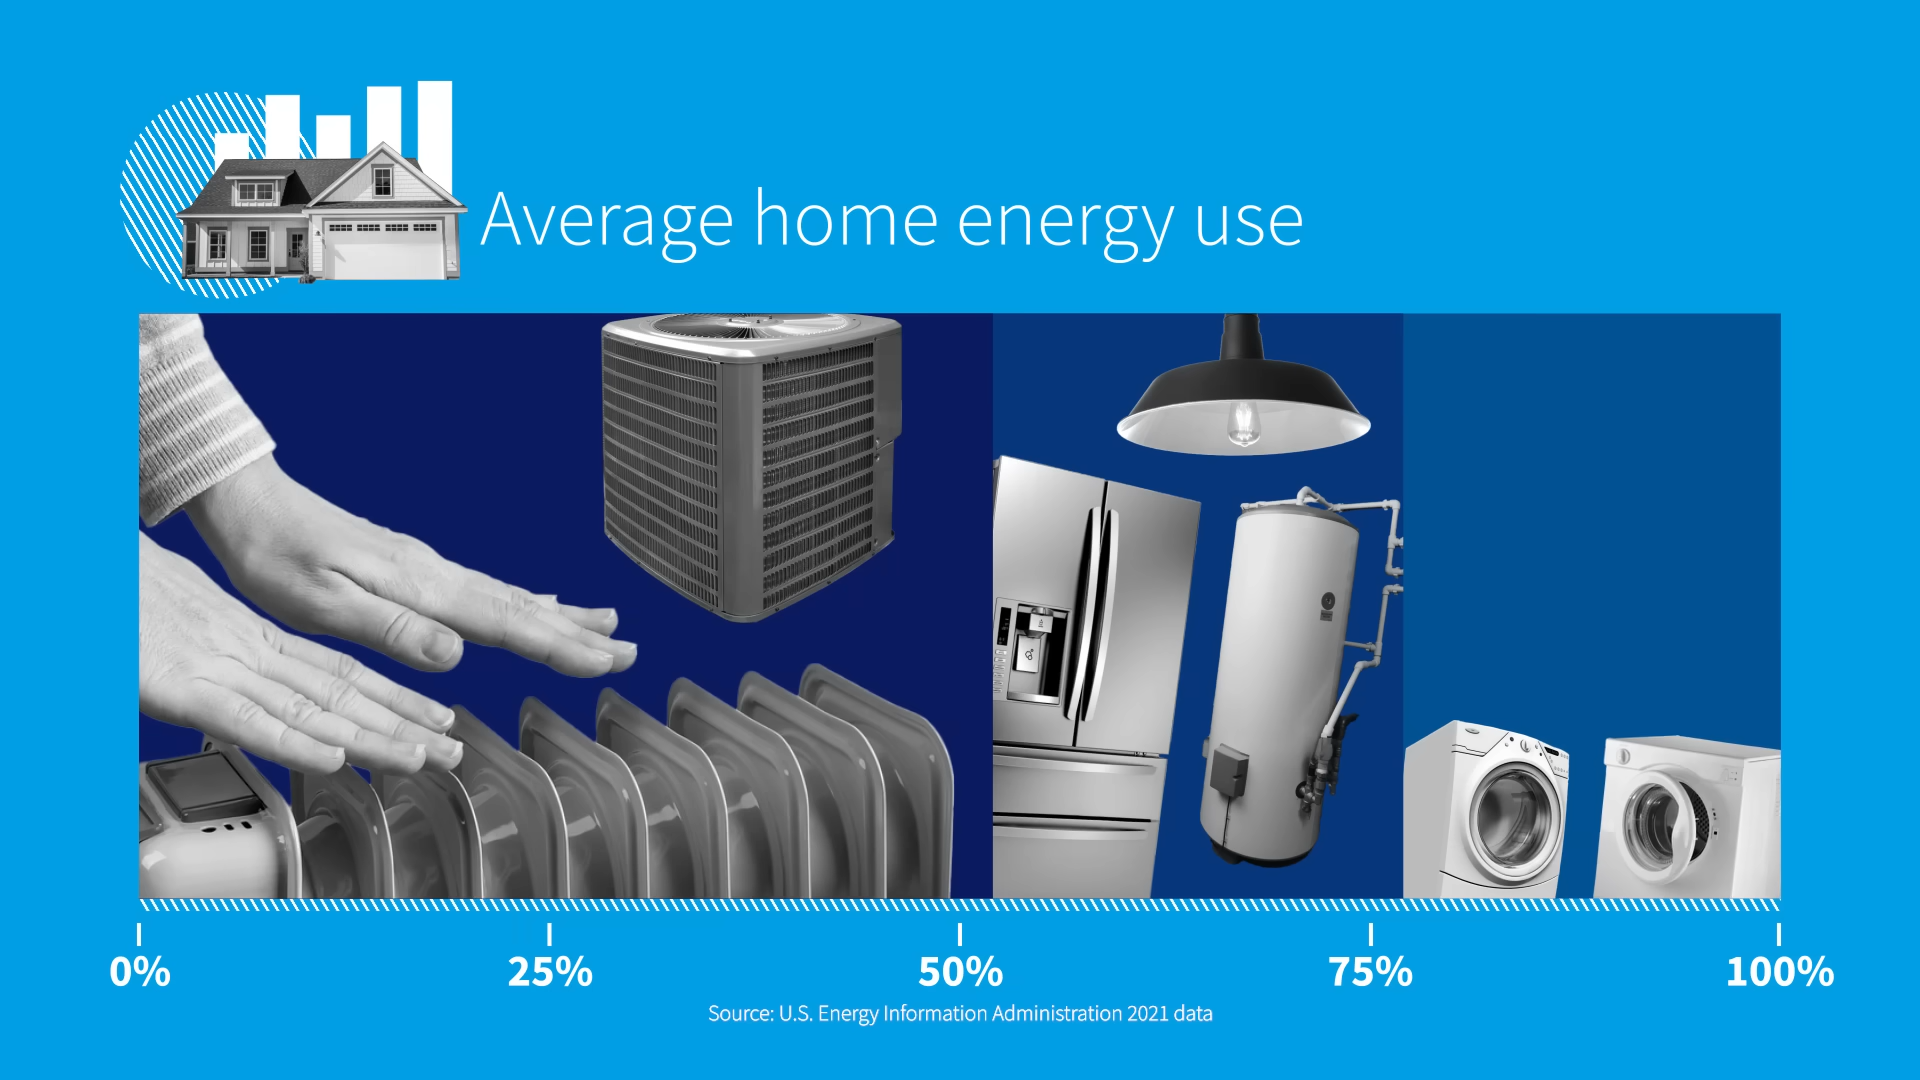 Average home energy use
0% 25% 50% 75% 100%
Source: U.S. Energy Information Administration 2021 data